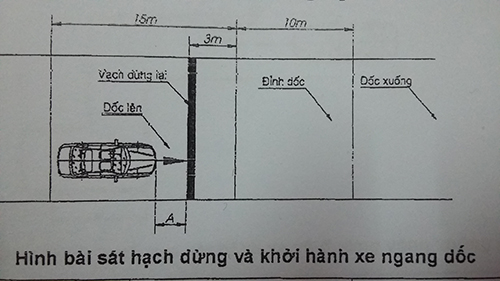 15m
10m
3m
Vạch dừng lại
Dốc lên
Đỉnh dốc
Dốc xuống
A
Hình bài sát hạch dừng và khởi hành xe ngang dốc